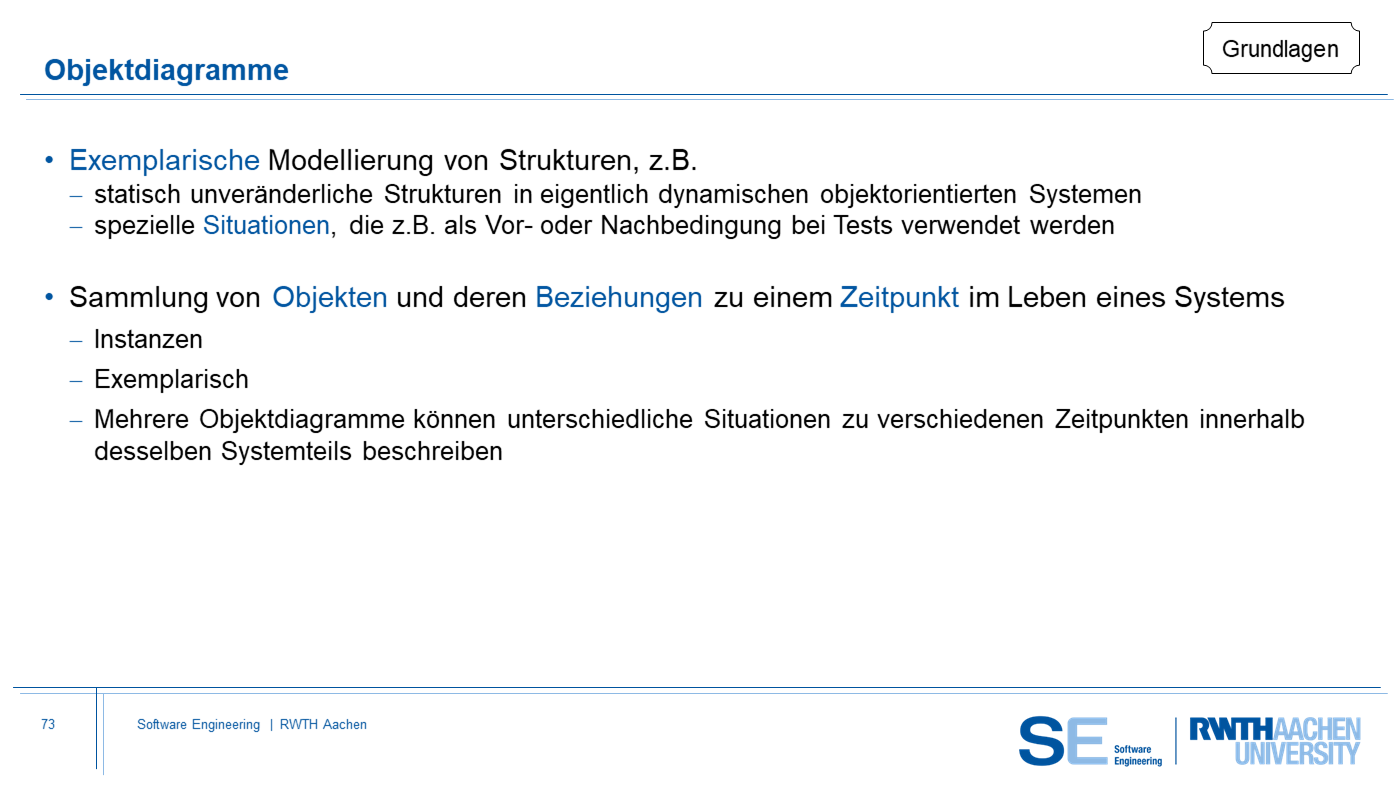 Grundlagen
Objektdiagramme
• Exemplarische Modellierung von Strukturen, z.B.
– statisch unveränderliche Strukturen in eigentlich dynamischen objektorientierten Systemen
– spezielle Situationen, die z.B. als Vor- oder Nachbedingung bei Tests verwendet werden
• Sammlung von Objekten und deren Beziehungen zu einem Zeitpunkt im Leben eines Systems
– Instanzen
– Exemplarisch
– Mehrere Objektdiagramme können unterschiedliche Situationen zu verschiedenen Zeitpunkten innerhalb
desselben Systemteils beschreiben
73
Software Engineering | RWTH Aachen
SE Software
Engineering
RWTHAACHEN
UNIVERSITY